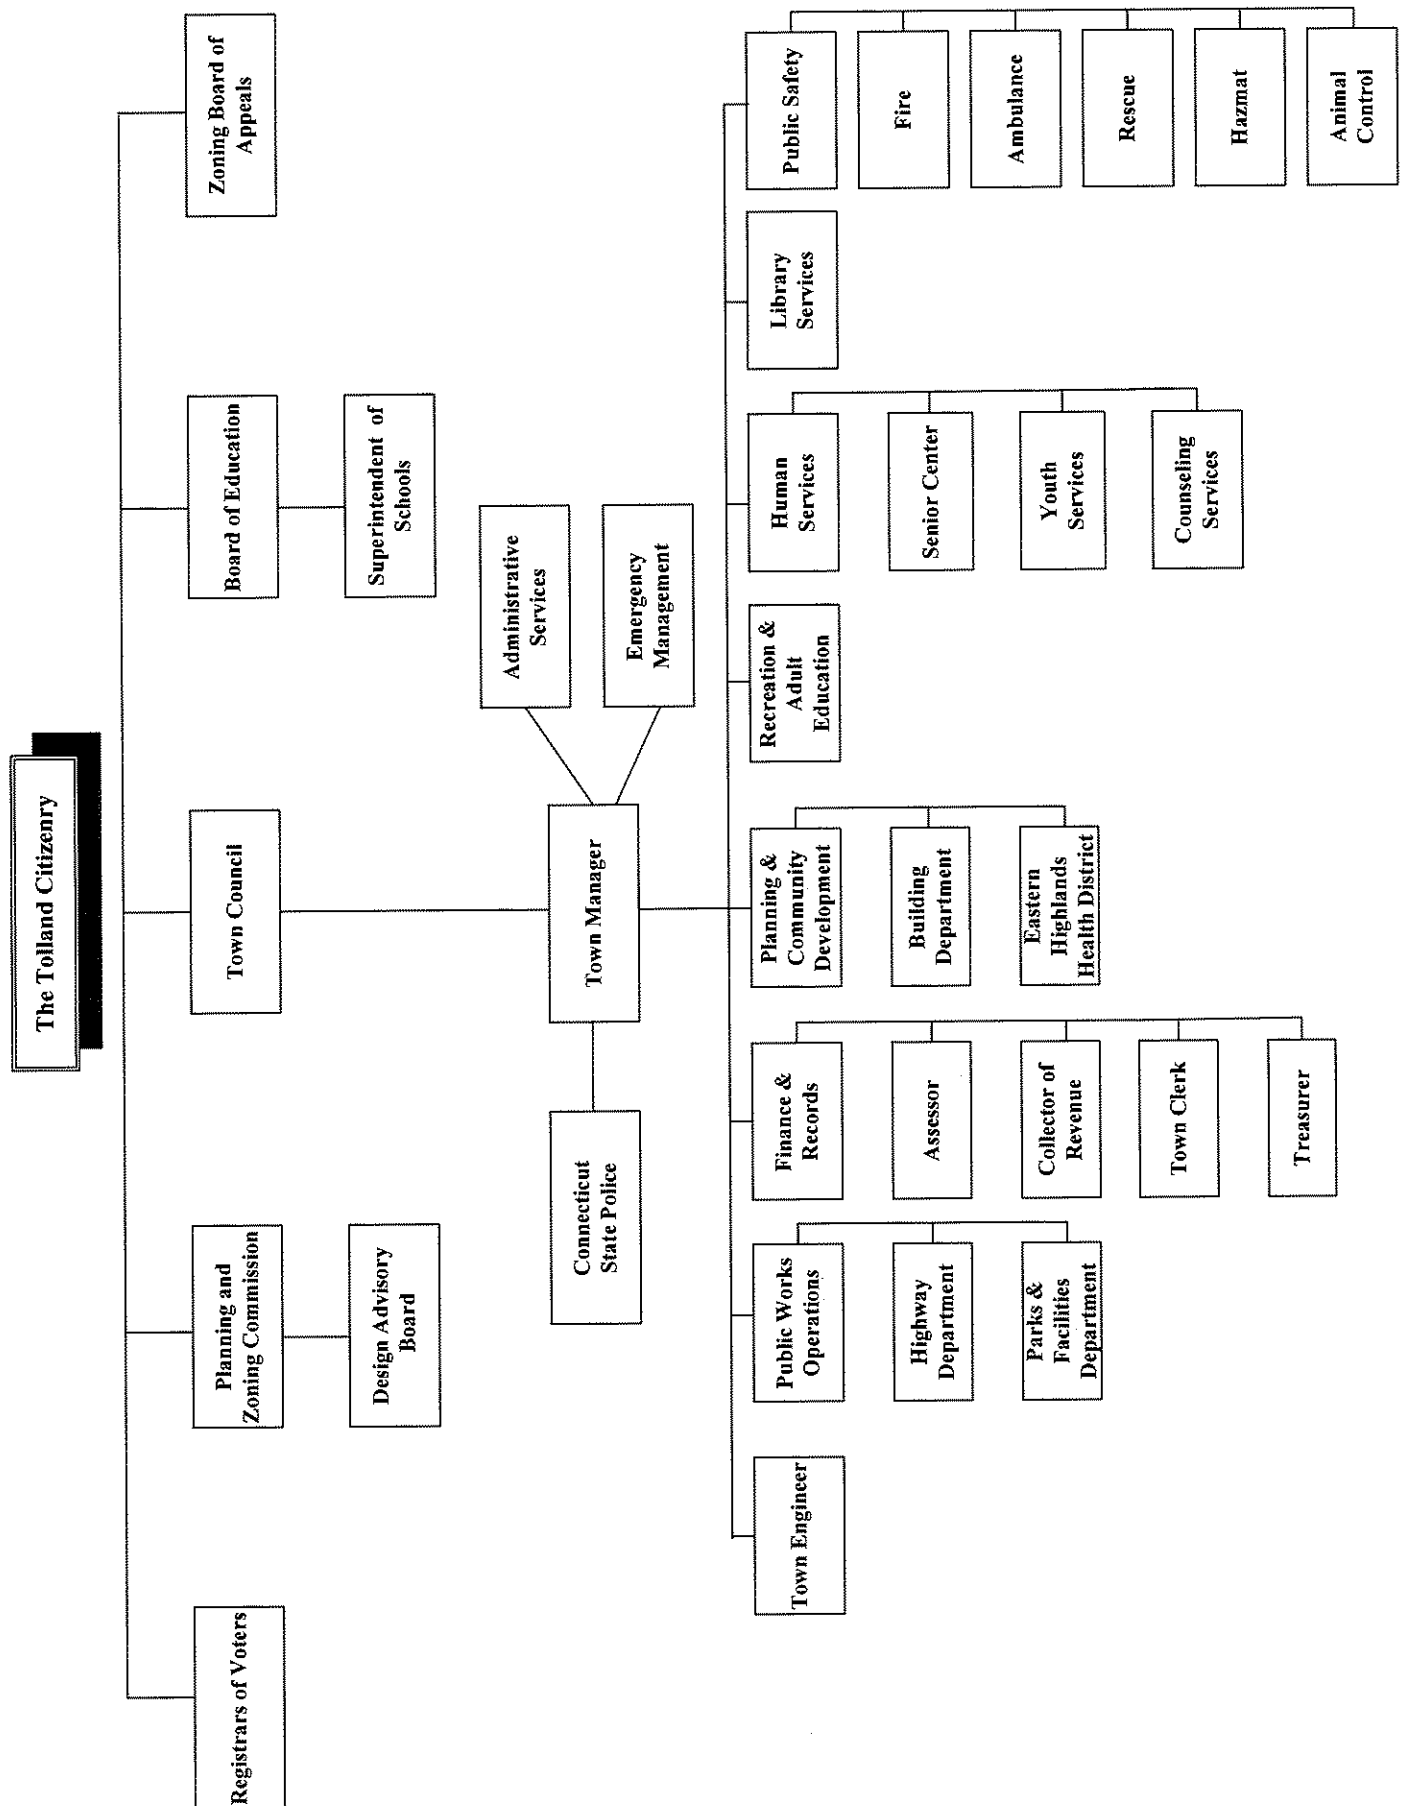 The Tolland Citizenry
Registrars of Voters
Planning and
Zoning Commission
Town Council
Board of Education
Zoning Board of
Appeals
Design Advisory
Board
Superintendent of
Schools
Connecticut
State Police
Town Manager
Administrative
Services
Emergency
Management
Town Engineer
Public Works
Operations
Highway
Department
Parks &
Facilities
Department
Finance &
Records
Assessor
Collector of
Revenue
Town Clerk
Treasurer
Planning &
Community
Development
Building
Department
Eastern
Highlands
Health District
Recreation &
Adult
Education
Human
Services
Senior Center
Youth
Services
Counseling
Services
Library
Services
Public Safety
Fire
Ambulance
Rescue
Hazmat
Animal
Control